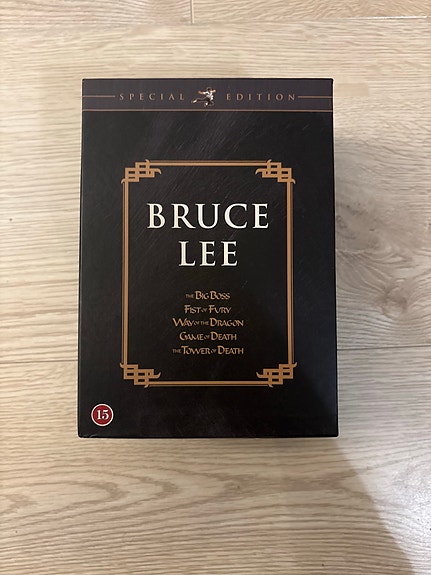 SPECIAL EDITION
BRUCE
LEE
THE BIG BOSS
FIST OF FURY
WAY OF THE DRAGON
GAME OF DEATH
THE TOWER OF DEATH
15